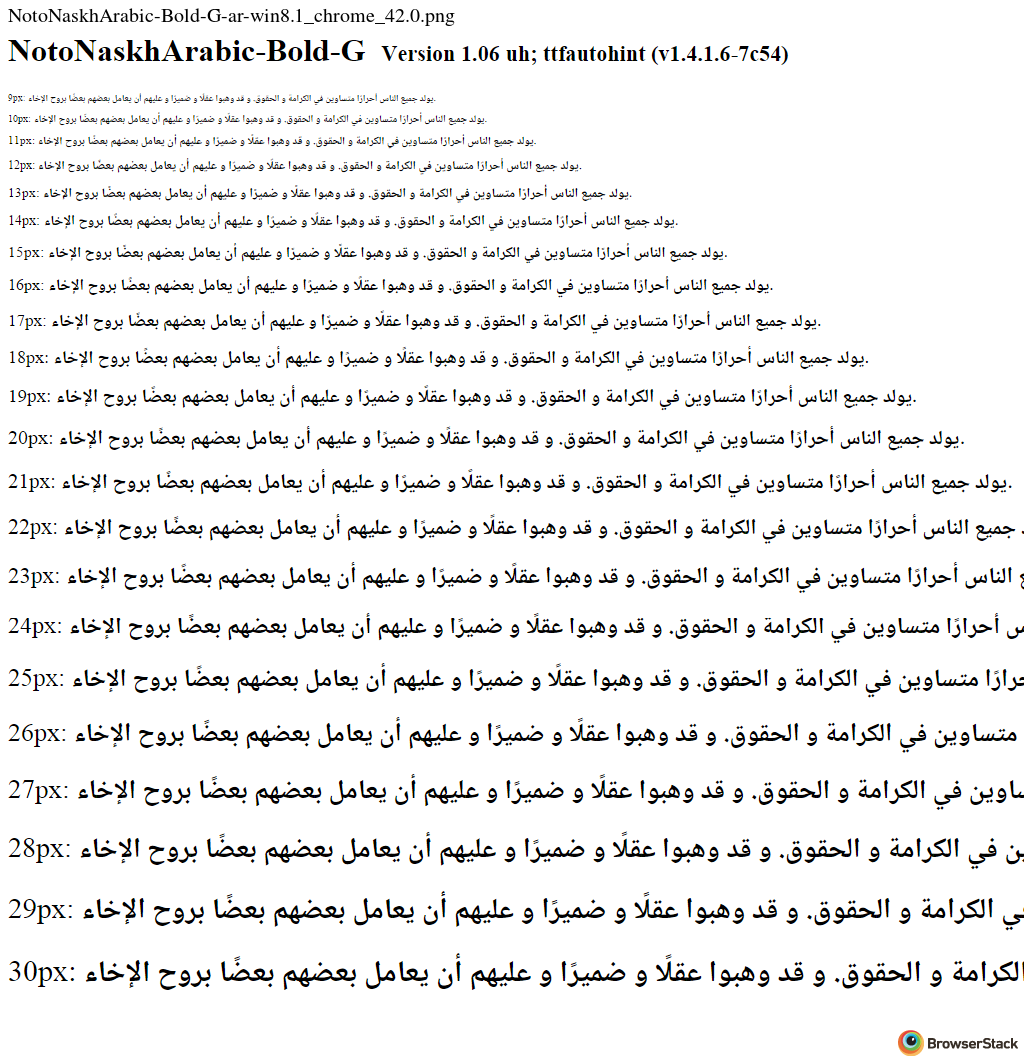 NotoNaskhArabic-Bold-G-ar-win8.1_chrome_42.0.png
NotoNaskhArabic-Bold-G Version 1.06 uh; ttfautohint (v1.4.1.6-7c54)
9px: يولد جميع الناس أحرارًا متساوين في الكرامة و الحقوق. و قد وهبوا عقلًا و ضميرًا و عليهم أن يعامل بعضهم بعضًا بروح الإخاء.
10px: يولد جميع الناس أحرارًا متساوين في الكرامة و الحقوق. و قد وهبوا عقلًا و ضميرًا و عليهم أن يعامل بعضهم بعضًا بروح الإخاء.
11px: يولد جميع الناس أحرارًا متساوين في الكرامة و الحقوق. و قد وهبوا عقلًا و ضميرًا و عليهم أن يعامل بعضهم بعضًا بروح الإخاء.
12px: يولد جميع الناس أحرارًا متساوين في الكرامة و الحقوق. و قد وهبوا عقلًا و ضميرًا و عليهم أن يعامل بعضهم بعضًا بروح الإخاء.
13px: يولد جميع الناس أحرارًا متساوين في الكرامة و الحقوق. و قد وهبوا عقلًا و ضميرًا و عليهم أن يعامل بعضهم بعضًا بروح الإخاء.
14px: يولد جميع الناس أحرارًا متساوين في الكرامة و الحقوق. و قد وهبوا عقلًا و ضميرًا و عليهم أن يعامل بعضهم بعضًا بروح الإخاء.
15px: يولد جميع الناس أحرارًا متساوين في الكرامة و الحقوق. و قد وهبوا عقلًا و ضميرًا و عليهم أن يعامل بعضهم بعضًا بروح الإخاء.
16px: يولد جميع الناس أحرارًا متساوين في الكرامة و الحقوق. و قد وهبوا عقلًا و ضميرًا و عليهم أن يعامل بعضهم بعضًا بروح الإخاء.
17px: يولد جميع الناس أحرارًا متساوين في الكرامة و الحقوق. و قد وهبوا عقلًا و ضميرًا و عليهم أن يعامل بعضهم بعضًا بروح الإخاء.
18px: يولد جميع الناس أحرارًا متساوين في الكرامة و الحقوق. و قد وهبوا عقلًا و ضميرًا و عليهم أن يعامل بعضهم بعضًا بروح الإخاء.
19px: يولد جميع الناس أحرارًا متساوين في الكرامة و الحقوق. و قد وهبوا عقلًا و ضميرًا و عليهم أن يعامل بعضهم بعضًا بروح الإخاء.
20px: يولد جميع الناس أحرارًا متساوين في الكرامة و الحقوق. و قد وهبوا عقلًا و ضميرًا و عليهم أن يعامل بعضهم بعضًا بروح الإخاء.
21px: يولد جميع الناس أحرارًا متساوين في الكرامة و الحقوق. و قد وهبوا عقلًا و ضميرًا و عليهم أن يعامل بعضهم بعضًا بروح الإخاء.
22px: جميع الناس أحرارًا متساوين في الكرامة و الحقوق. و قد وهبوا عقلًا و ضميرًا و عليهم أن يعامل بعضهم بعضًا بروح الإخاء
23px: الناس أحرارًا متساوين في الكرامة و الحقوق. و قد وهبوا عقلًا و ضميرًا و عليهم أن يعامل بعضهم بعضًا بروح الإخاء
24px: أحرارًا متساوين في الكرامة و الحقوق. و قد وهبوا عقلًا و ضميرًا و عليهم أن يعامل بعضهم بعضًا بروح الإخاء
25px: متساوين في الكرامة و الحقوق. و قد وهبوا عقلًا و ضميرًا و عليهم أن يعامل بعضهم بعضًا بروح الإخاء
26px: متساوين في الكرامة و الحقوق. و قد وهبوا عقلًا و ضميرًا و عليهم أن يعامل بعضهم بعضًا بروح الإخاء
27px: في الكرامة و الحقوق. و قد وهبوا عقلًا و ضميرًا و عليهم أن يعامل بعضهم بعضًا بروح الإخاء
28px: في الكرامة و الحقوق. و قد وهبوا عقلًا و ضميرًا و عليهم أن يعامل بعضهم بعضًا بروح الإخاء
29px: الكرامة و الحقوق. و قد وهبوا عقلًا و ضميرًا و عليهم أن يعامل بعضهم بعضًا بروح الإخاء
30px: الكرامة و الحقوق. و قد وهبوا عقلًا و ضميرًا و عليهم أن يعامل بعضهم بعضًا بروح الإخاء
BrowserStack